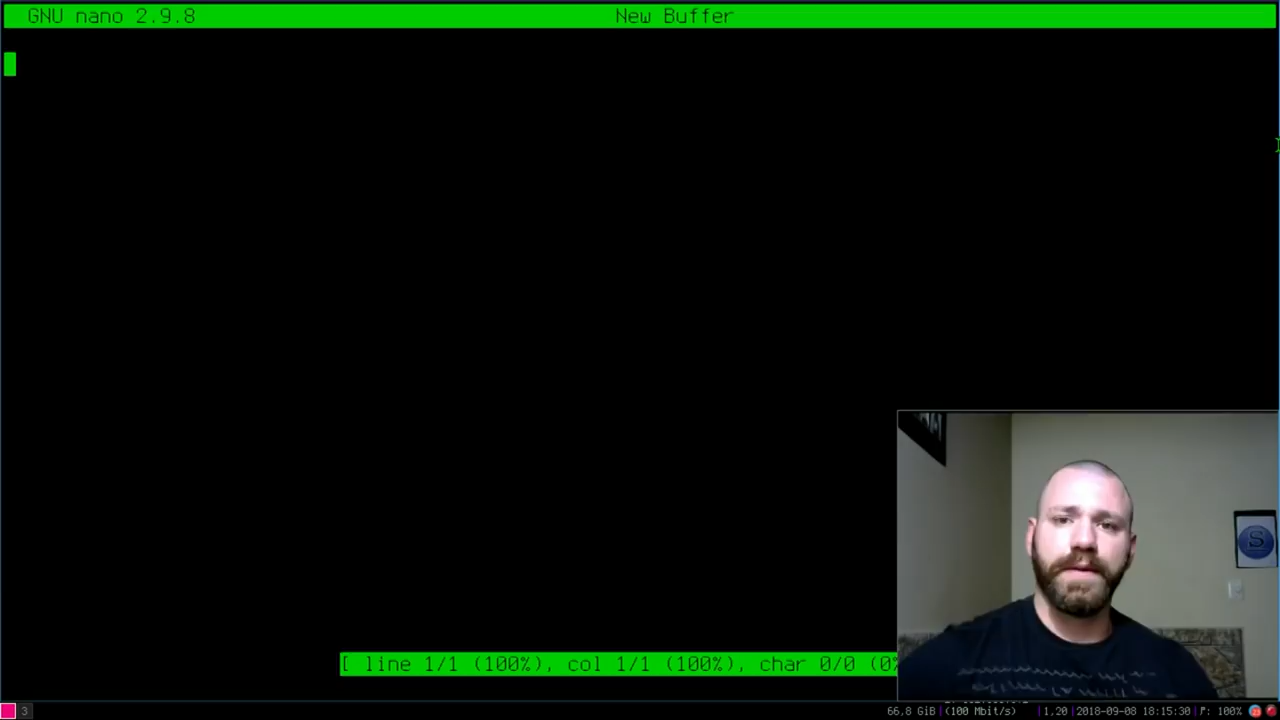 GNU nano 2.9.8 New Buffer
[ line 1/1 (100%), col 1/1 (100%), char 0/0 (0%
S
3 66,8 GiB|(100 Mbit/s) |1,20|2018-09-08 18:15:30| 100%